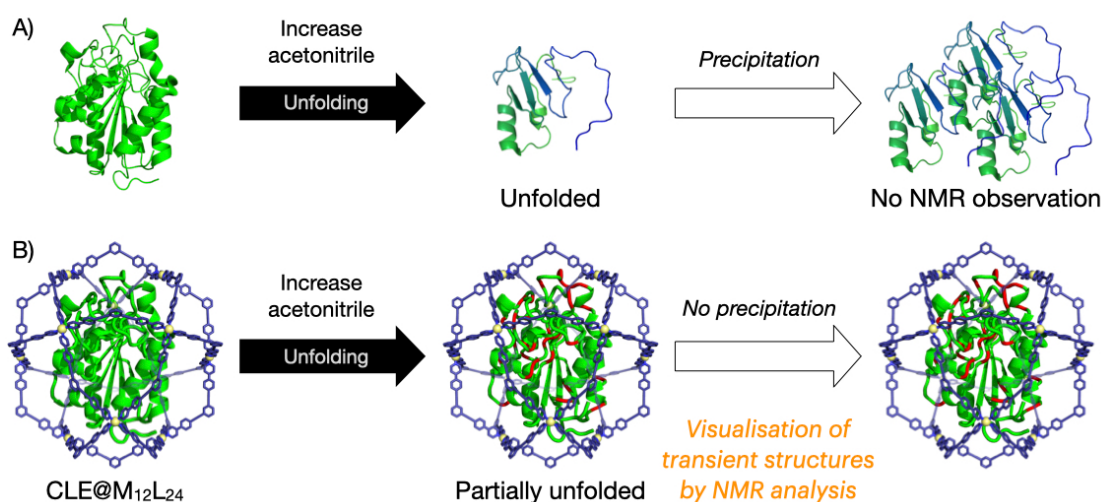 A)
Increase
acetonitrile
Unfolding
Unfolded
Precipitation
No NMR observation
B)
CLE@M₁₂L₂₄
Increase
acetonitrile
Unfolding
Partially unfolded
No precipitation
Visualisation of
transient structures
by NMR analysis